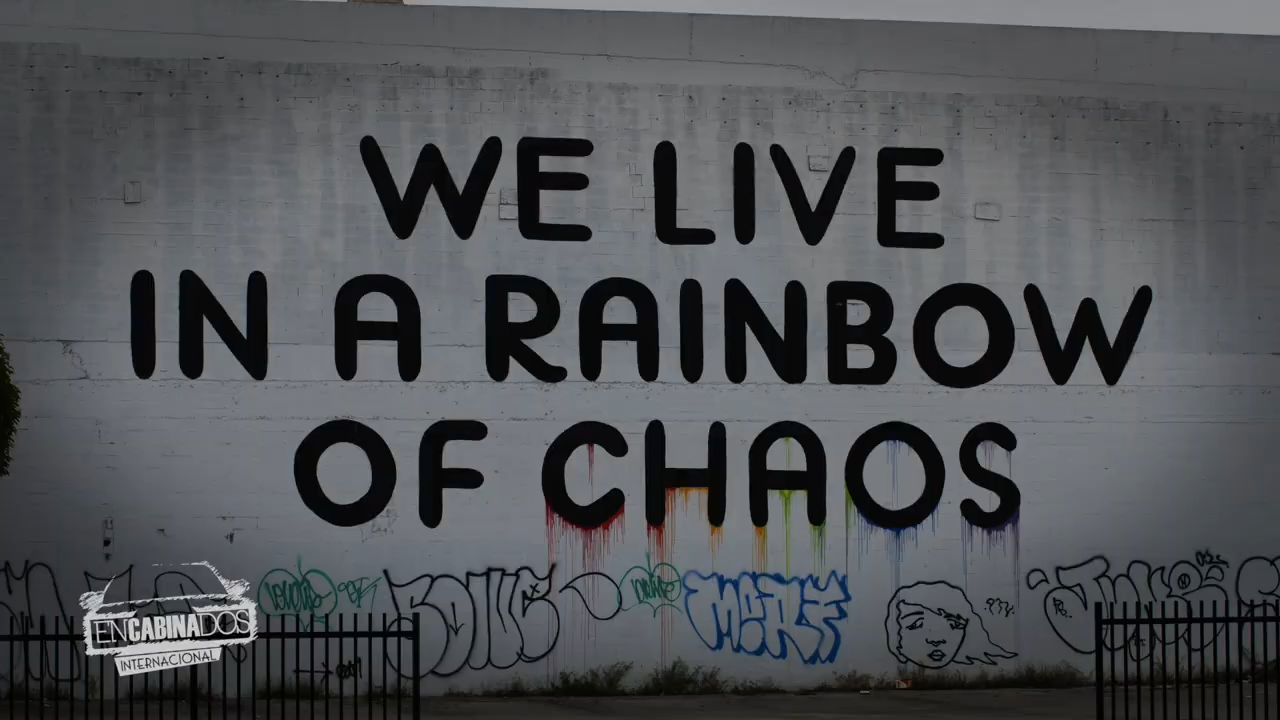 WE LIVE
IN A RAINBOW
OF CHAOS
ENCABINADOS
INTERNACIONAL